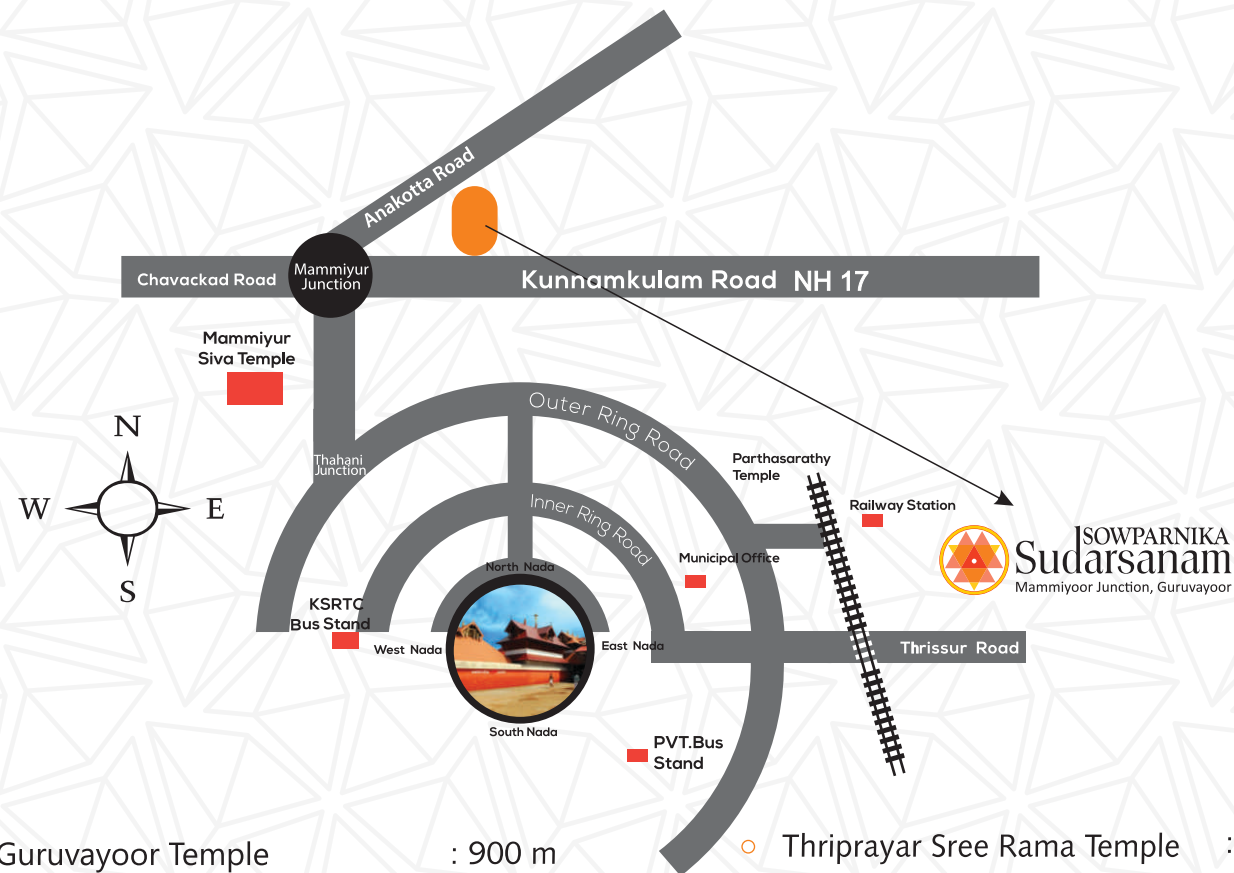 Anakotta Road
Chavackad Road
Mammiyur
Junction
Kunnamkulam Road NH 17
Mammiyur
Siva Temple
N
W
E
S
Thahani
Junction
Outer Ring Road
Inner Ring Road
Parthasarathy
Temple
Railway Station
Municipal Office
SOWPARNIKA
Sudarsanam
Mammiyoor Junction, Guruvayoor
North Nada
KSRTC
Bus Stand
West Nada
East Nada
Thrissur Road
South Nada
PVT.Bus
Stand
Guruvayoor Temple : 900 m
Thriprayar Sree Rama Temple :